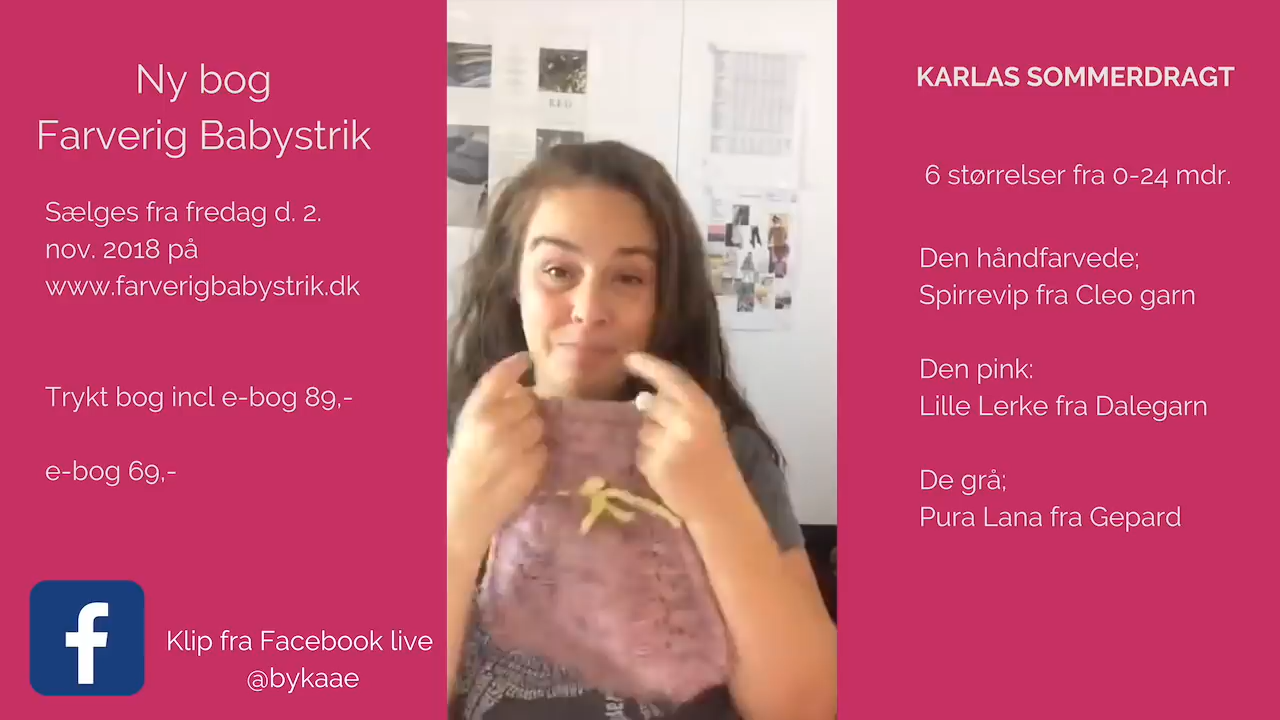 Ny bog
Farverig Babystrik
Sælges fra fredag d. 2.
nov. 2018 på
www.farverigbabystrik.dk
Trykt bog incl e-bog 89,-
e-bog 69,-
f
Klip fra Facebook live
@bykaae
RED
KARLAS SOMMERDRAGT
6 størrelser fra 0-24 mdr.
Den håndfarvede;
Spirrevip fra Cleo garn
Den pink:
Lille Lerke fra Dalegarn
De grå;
Pura Lana fra Gepard